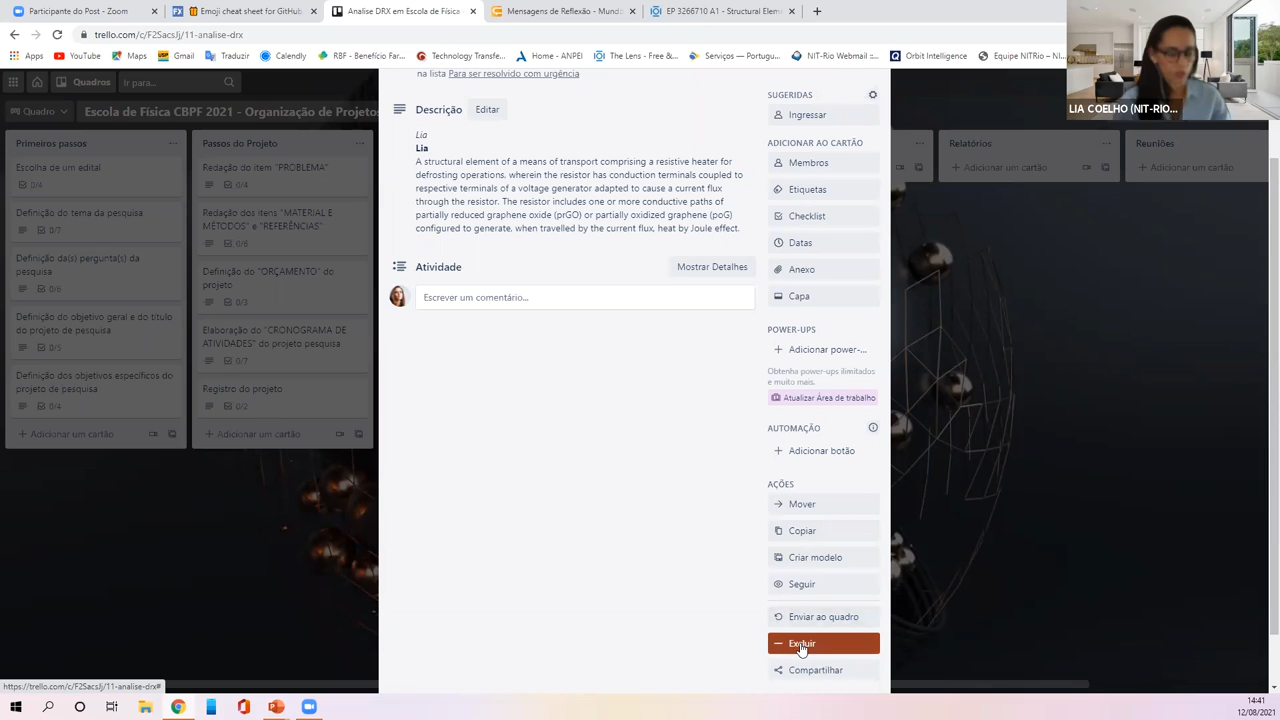 Participante do Post - Zoom
Emoji cheat sheet for GitHub
Analise DRX em Escola de Física
Mensagens de Reflexão - Mund
EP 3266710 A1 - Structural Elem
trello.com/c/F2SacsJj/11-analise-drx
Apps
YouTube
Maps
Gmail
Traduzir
Calendly
RBF - Benefício Far...
Technology Transfe...
Home - ANPEI
The Lens - Free &...
Serviços — Portugu...
NIT-Rio Webmail ::...
Orbit Intelligence
Equipe NITRio – NI...
LIA COELHO (NIT-RIO...
Quadros
Ir para...
Quadro
Escola de Física CBPF 2021 - Organização de Projetos
Primeiros passos
Escolha de um edital
0/4
Definição do tema da pesquisa
0/7
Definição da(s) pergunta(s) da
pesquisa
0/6
Definição do objetivo geral e do título
do projeto de pesquisa
0/5
Definição dos objetivos específicos do
projeto de pesquisa
0/4
+ Adicionar um cartão
Passos do Projeto
Redação do item "PROBLEMA"
0/4
Redação dos itens "MATERIAL E
MÉTODOS" e "REFERÊNCIAS"
0/6
Definição do "ORÇAMENTO" do
projeto
0/3
Elaboração do "CRONOGRAMA DE
ATIVIDADES" do projeto pesquisa
0/7
Registro do projeto
0/2
+ Adicionar um cartão
na lista Para ser resolvido com urgência
Descrição
Editar
Lia
Lia
A structural element of a means of transport comprising a resistive heater for
defrosting operations, wherein the resistor has conduction terminals coupled to
respective terminals of a voltage generator adapted to cause a current flux
through the resistor. The resistor includes one or more conductive paths of
partially reduced graphene oxide (prGO) or partially oxidized graphene (poG)
configured to generate, when travelled by the current flux, heat by Joule effect.
Atividade
Mostrar Detalhes
Escrever um comentário...
SUGERIDAS
Ingressar
ADICIONAR AO CARTÃO
Membros
Etiquetas
Checklist
Datas
Anexo
Capa
POWER-UPS
+ Adicionar power-...
Obtenha power-ups ilimitados
e muito mais.
Atualizar Área de trabalho
AUTOMAÇÃO
+ Adicionar botão
AÇÕES
Mover
Copiar
Criar modelo
Seguir
Enviar ao quadro
Excluir
Compartilhar
Relatórios
+ Adicionar um cartão
Reuniões
+ Adicionar um cartão
https://trello.com/c/F2SacsJj/11-analise-drx#
14:41
12/08/2021